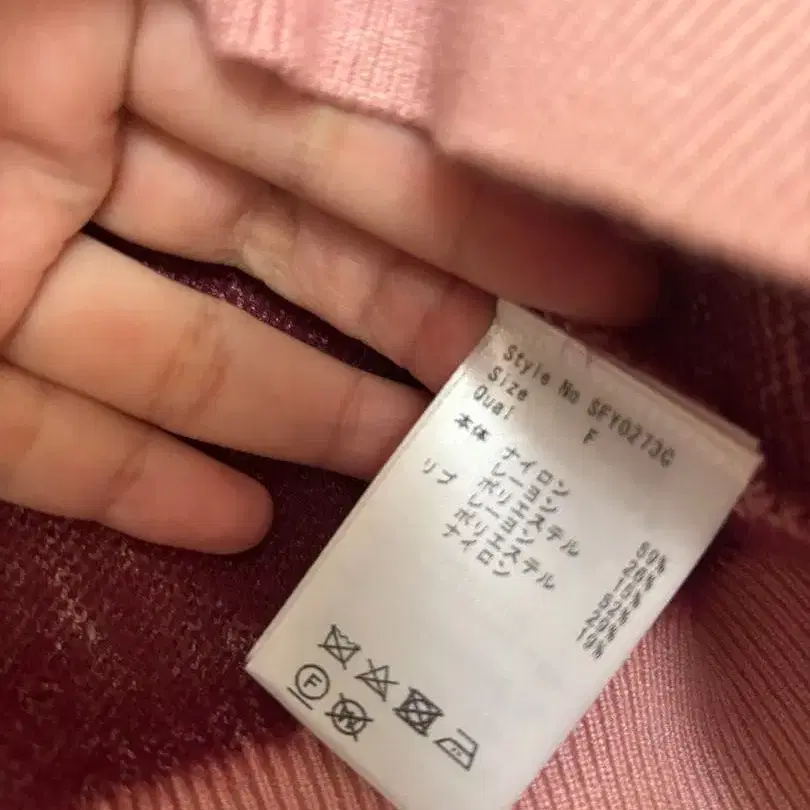 Style No SFY0273G
Size F
Qual
本体 ナイロン 59%
レーヨン 26%
ポリエステル 15%
リブ レーヨン 52%
ポリエステル 29%
ナイロン 19%
F
W